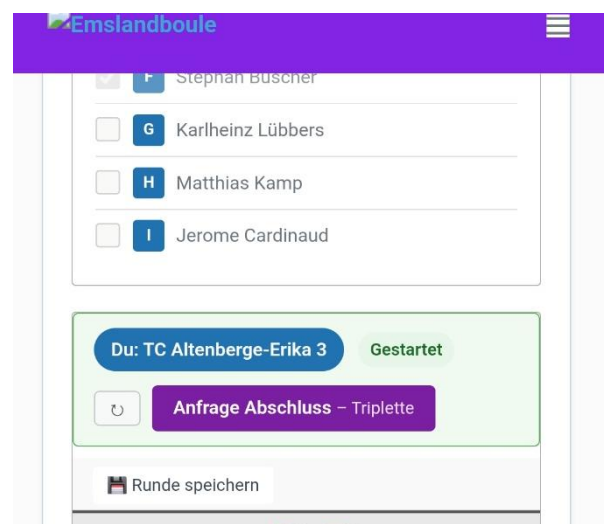 Emslandboule
F Stephan Büscher
G Karlheinz Lübbers
H Matthias Kamp
I Jerome Cardinaud
Du: TC Altenberge-Erika 3 Gestartet
↻ Anfrage Abschluss – Triplette
💾 Runde speichern